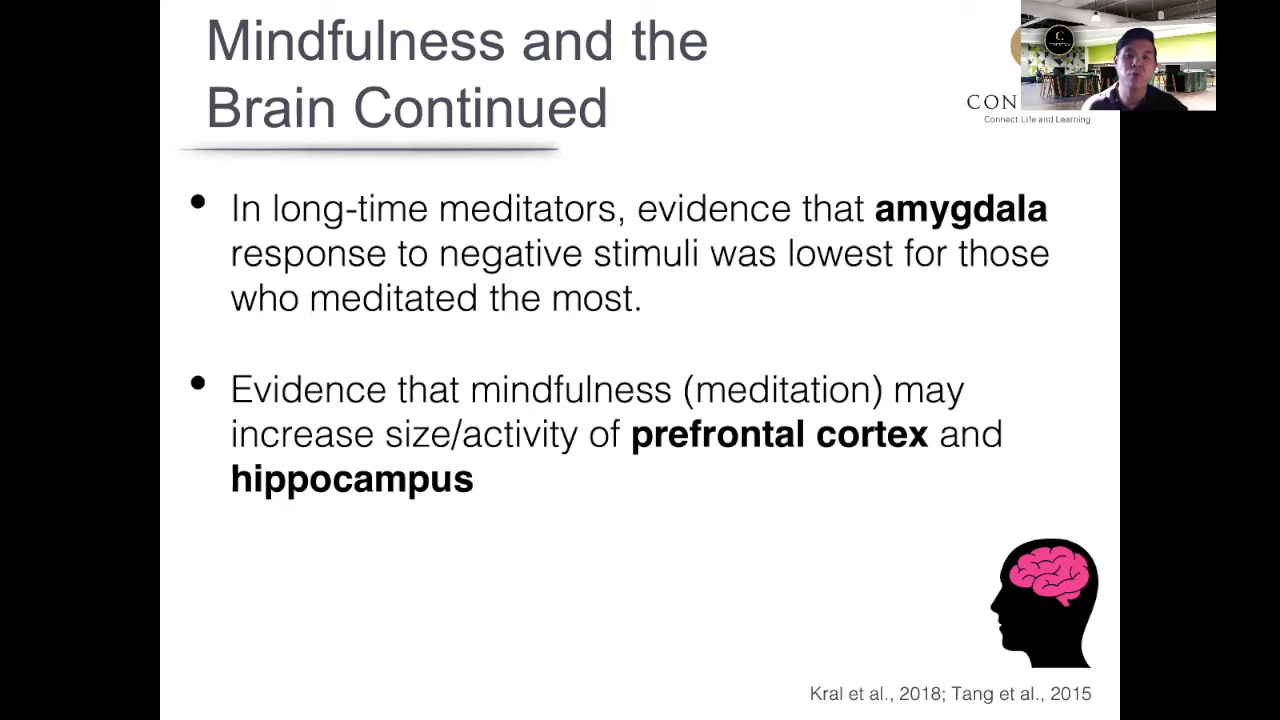 Mindfulness and the
Brain Continued
CON
Connect Life and Learning
• In long-time meditators, evidence that amygdala
response to negative stimuli was lowest for those
who meditated the most.
• Evidence that mindfulness (meditation) may
increase size/activity of prefrontal cortex and
hippocampus
Kral et al., 2018; Tang et al., 2015